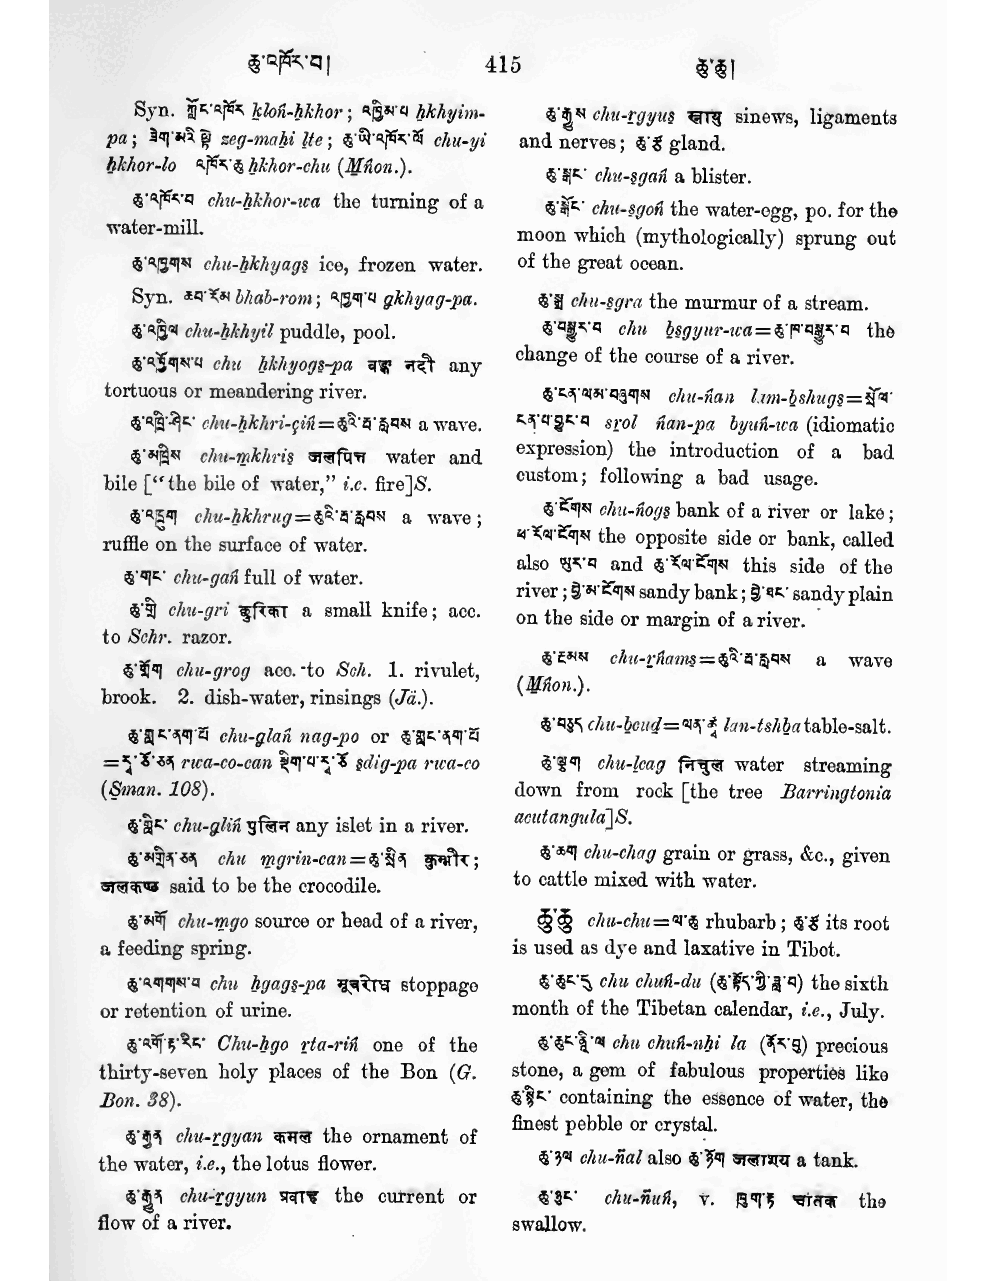 ཆུ་འཁོར་བ། 415 ཆུ་ཆུ།
Syn. ཀློང་འཁོར kloṅ-ḥkhor; འཁྱིམ་པ ḥkhyim-
pa; ཟེག་མའི་ལྟེ zeg-maḥi lte; ཆུ་ཡི་འཁོར་ལོ chu-yi
ḥkhor-lo འཁོར་ཆུ ḥkhor-chu (Mṅon.).
ཆུ་འཁོར་བ chu-ḥkhor-wa the turning of a
water-mill.
ཆུ་འཁྱགས chu-ḥkhyags ice, frozen water.
Syn. ཆབ་རོམ bhab-rom; འཁྱག་པ gkhyag-pa.
ཆུ་འཁྱིལ chu-ḥkhyil puddle, pool.
ཆུ་འཁྱོགས་པ chu ḥkhyogs-pa वङ्क नदी any
tortuous or meandering river.
ཆུ་འཁྲི་ཤིང་ chu-ḥkhri-çiṅ=ཆུའི་རྦ་རླབས a wave.
ཆུ་མཁྲིས chu-mkhris जलपित्त water and
bile [“the bile of water,” i.e. fire]S.
ཆུ་འཁྲུག chu-ḥkhrug=ཆུའི་རྦ་རླབས a wave;
ruffle on the surface of water.
ཆུ་གང་ chu-gaṅ full of water.
ཆུ་གྲི chu-gri छुरिका a small knife; acc.
to Schr. razor.
ཆུ་གྲོག chu-grog acc. to Sch. 1. rivulet,
brook. 2. dish-water, rinsings (Jä.).
ཆུ་གླང་ནག་པོ chu-glaṅ nag-po or ཆུ་གླང་ནག་པོ
=རྭ་ཅོ་ཅན rwa-co-can སྡིག་པ་རྭ་ཅོ sdig-pa rwa-co
(Sman. 108).
ཆུ་གླིང་ chu-gliṅ पुलिन any islet in a river.
ཆུ་མགྲིན་ཅན chu mgrin-can=ཆུ་སྲིན कुम्भीर;
जलकण्ठ said to be the crocodile.
ཆུ་མགོ chu-mgo source or head of a river,
a feeding spring.
ཆུ་འགགས་པ chu ḥgags-pa मूत्ररोध stoppage
or retention of urine.
ཆུ་འགོ་རྟ་རིང་ Chu-ḥgo rta-riṅ one of the
thirty-seven holy places of the Bon (G.
Bon. 38).
ཆུ་རྒྱན chu-rgyan कमल the ornament of
the water, i.e., the lotus flower.
ཆུ་རྒྱུན chu-rgyun प्रवाह the current or
flow of a river.
ཆུ་རྒྱུས chu-rgyus स्नायु sinews, ligaments
and nerves; ཆུ་རྩ gland.
ཆུ་སྒང་ chu-sgaṅ a blister.
ཆུ་སྒོང་ chu-sgoṅ the water-egg, po. for the
moon which (mythologically) sprung out
of the great ocean.
ཆུ་སྒྲ chu-sgra the murmur of a stream.
ཆུ་བསྒྱུར་བ chu bsgyur-wa=ཆུ་ཁ་བསྒྱུར་བ the
change of the course of a river.
ཆུ་ངན་ལམ་བཤུགས chu-ṅan lam-bshugs=སྲོལ་
ངན་པ་བྱུང་བ srol ṅan-pa byuṅ-wa (idiomatic
expression) the introduction of a bad
custom; following a bad usage.
ཆུ་ངོགས chu-ṅogs bank of a river or lake;
ཕ་རོལ་ངོགས the opposite side or bank, called
also ཡུར་བ and ཆུ་རོལ་ངོགས this side of the
river; བྱེ་མ་ངོགས sandy bank; བྱེ་ཐང་ sandy plain
on the side or margin of a river.
ཆུ་རྔམས chu-rṅams=ཆུའི་རྦ་རླབས a wave
(Mṅon.).
ཆུ་བཅུད chu-bcud=ལན་ཚྭ lan-tshba table-salt.
ཆུ་ལྕག chu-lcag निचुल water streaming
down from rock [the tree Barringtonia
acutangula]S.
ཆུ་ཆག chu-chag grain or grass, &c., given
to cattle mixed with water.
ཆུ་ཆུ chu-chu=ལ་ཆུ rhubarb; ཆུ་རྩ its root
is used as dye and laxative in Tibet.
ཆུ་ཆུང་དུ chu chuṅ-du (ཆུ་སྟོད་ཀྱི་ཟླ་བ) the sixth
month of the Tibetan calendar, i.e., July.
ཆུ་ཆུང་ནྷི་ལ chu chuṅ-nhi la (ནོར་བུ) precious
stone, a gem of fabulous properties like
ཆུ་སྙིང་ containing the essence of water, the
finest pebble or crystal.
ཆུ་ཉལ chu-ñal also ཆུ་ཉོག जलाशय a tank.
ཆུ་ཉུང་ chu-ñuṅ, v. ཁུག་རྟ चातक the
swallow.